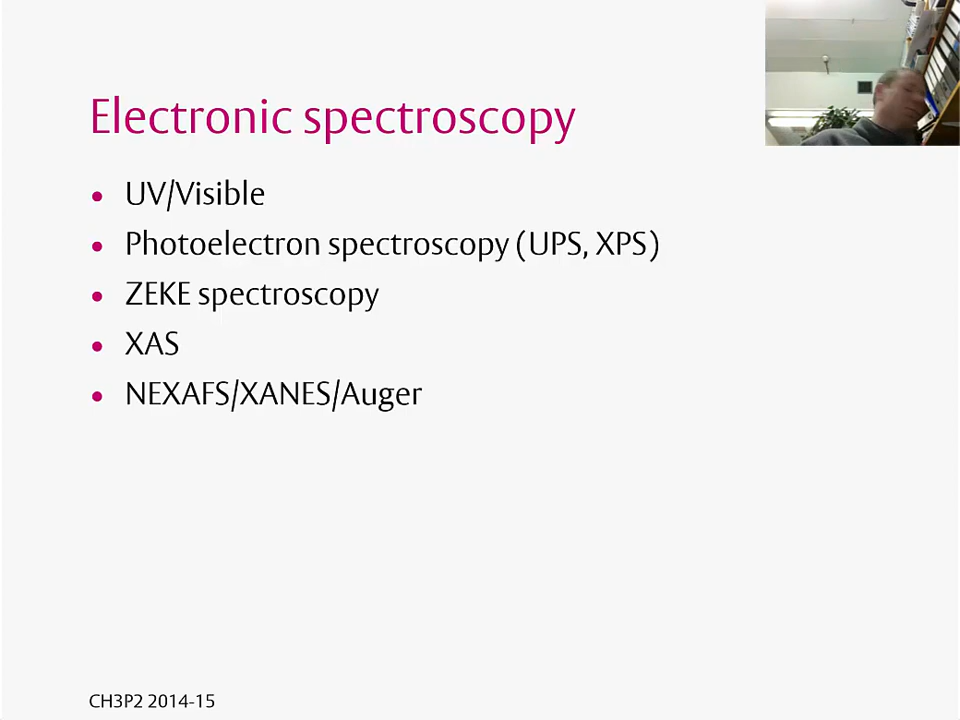 Electronic spectroscopy
• UV/Visible
• Photoelectron spectroscopy (UPS, XPS)
• ZEKE spectroscopy
• XAS
• NEXAFS/XANES/Auger
CH3P2 2014-15